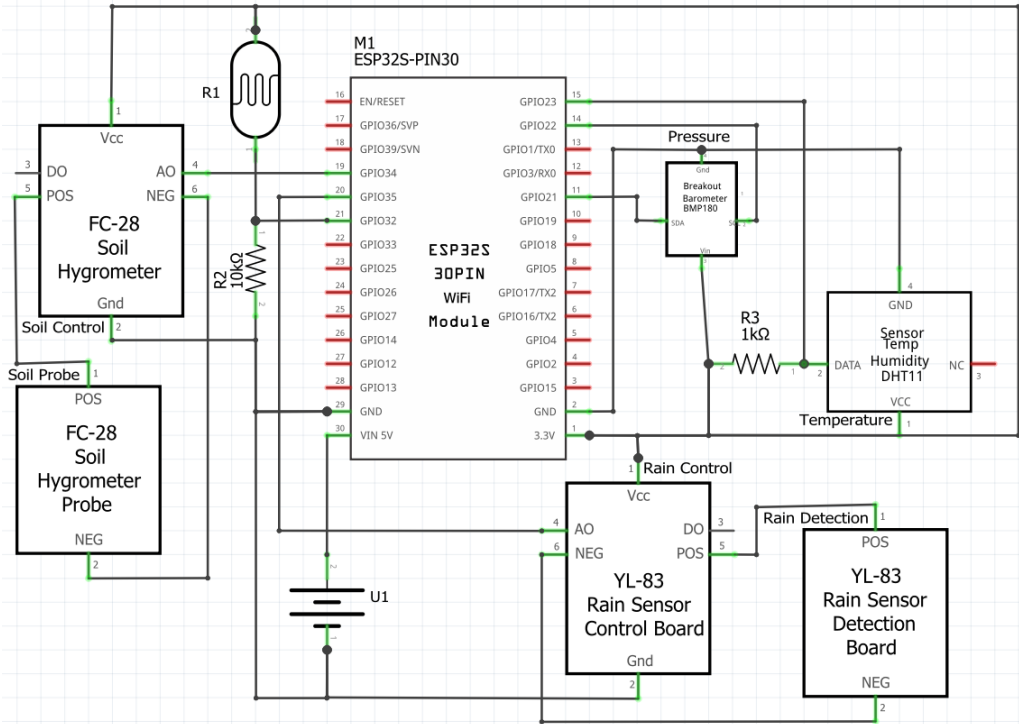 M1
ESP32S-PIN30
R1
2
1
1
Vcc
3
DO
AO
4
5
POS
NEG
6
FC-28
Soil
Hygrometer
Gnd
2
Soil Control
Soil Probe
1
POS
FC-28
Soil
Hygrometer
Probe
NEG
2
R2
10kΩ
1
2
16
EN/RESET
17
GPIO36/SVP
18
GPIO39/SVN
19
GPIO34
20
GPIO35
21
GPIO32
22
GPIO33
23
GPIO25
24
GPIO26
25
GPIO27
26
GPIO14
27
GPIO12
28
GPIO13
29
GND
30
VIN 5V
ESP32S
30PIN
WiFi
Module
GPIO23
15
GPIO22
14
GPIO1/TX0
13
GPIO3/RX0
12
GPIO21
11
GPIO19
10
GPIO18
9
GPIO5
8
GPIO17/TX2
7
GPIO16/TX2
6
GPIO4
5
GPIO2
4
GPIO15
3
GND
2
3.3V
1
Pressure
Gnd
Breakout
Barometer
BMP180
SDA
Vin
R3
1kΩ
2
1
4
GND
Sensor
Temp
Humidity
DHT11
2
DATA
NC
3
VCC
1
Temperature
1
Rain Control
Vcc
4
AO
DO
3
6
NEG
POS
5
YL-83
Rain Sensor
Control Board
Gnd
2
Rain Detection
1
POS
YL-83
Rain Sensor
Detection
Board
NEG
2
2
U1
1